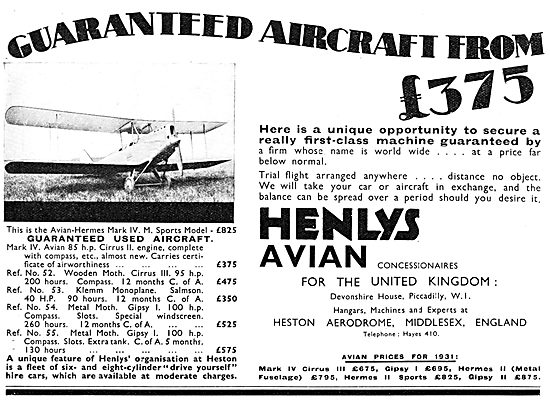 GUARANTEED AIRCRAFT FROM
£375
This is the Avian-Hermes Mark IV. M. Sports Model - £825
GUARANTEED USED AIRCRAFT.
Mark IV. Avian 85 h.p. Cirrus II. engine, complete
with compass, etc.. almost new. Carries certi-
ficate of airworthiness ... ... ... ... £375
Ref. No. 52. Wooden Moth. Cirrus III. 95 h.p.
200 hours. Compass. 12 months C. of A. £475
Ref. No. 53. Klemm Monoplane. Salmson.
40 H.P. 90 hours. 12 months C. of A. £350
Ref. No. 54. Metal Moth. Gipsy I. 100 h.p.
Compass. Slots. Special windscreen.
260 hours. 12 months C. of A. ... ... £525
Ref. No. 55. Metal Moth. Gipsy I. 100 h.p.
Compass. Slots. Extra tank. C. of A. 5 months.
130 hours ... ... ... ... ... £575
A unique feature of Henlys' organisation at Heston
is a fleet of six- and eight-cylinder "drive yourself"
hire cars, which are available at moderate charges.
Here is a unique opportunity to secure a
really first-class machine guaranteed by
a firm whose name is world wide .... at a price far
below normal.
Trial flight arranged anywhere .... distance no object.
We will take your car or aircraft in exchange, and the
balance can be spread over a period should you desire it.
HENLYS
AVIAN CONCESSIONAIRES
FOR THE UNITED KINGDOM:
Devonshire House, Piccadilly, W.I.
Hangars, Machines and Experts at
HESTON AERODROME, MIDDLESEX, ENGLAND
Telephone: Hayes 410.
AVIAN PRICES FOR 1931:
Mark IV Cirrus III £675, Gipsy I £695, Hermes II (Metal
Fuselage) £795, Hermes II Sports £825, Gipsy II £875.